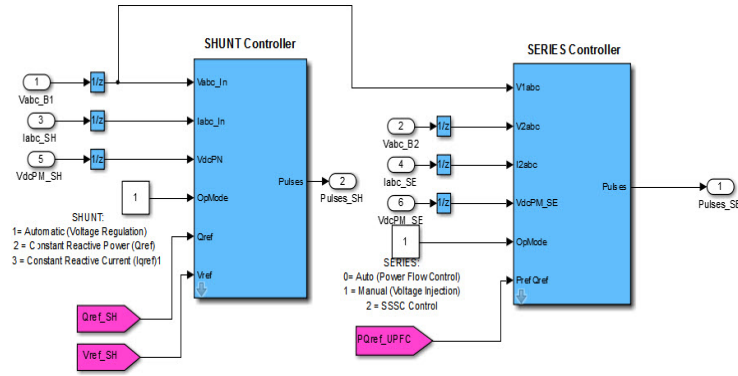 SHUNT Controller
1
Vabc_B1
1/z
Vabc_In
3
Iabc_SH
1/z
Iabc_In
5
VdcPM_SH
1/z
VdcPN
1
OpMode
Qref
Vref
Pulses
2
Pulses_SH
SHUNT:
1= Automatic (Voltage Regulation)
2 = Constant Reactive Power (Qref)
3 = Constant Reactive Current (Iqref)1
Qref_SH
Vref_SH
SERIES Controller
V1abc
2
Vabc_B2
1/z
V2abc
4
Iabc_SE
1/z
I2abc
6
VdcPM_SE
1/z
VdcPM_SE
1
OpMode
PrefQref
Pulses
1
Pulses_SE
SERIES:
0= Auto (Power Flow Control)
1 = Manual (Voltage Injection)
2 = SSSC Control
PQref_UPFC